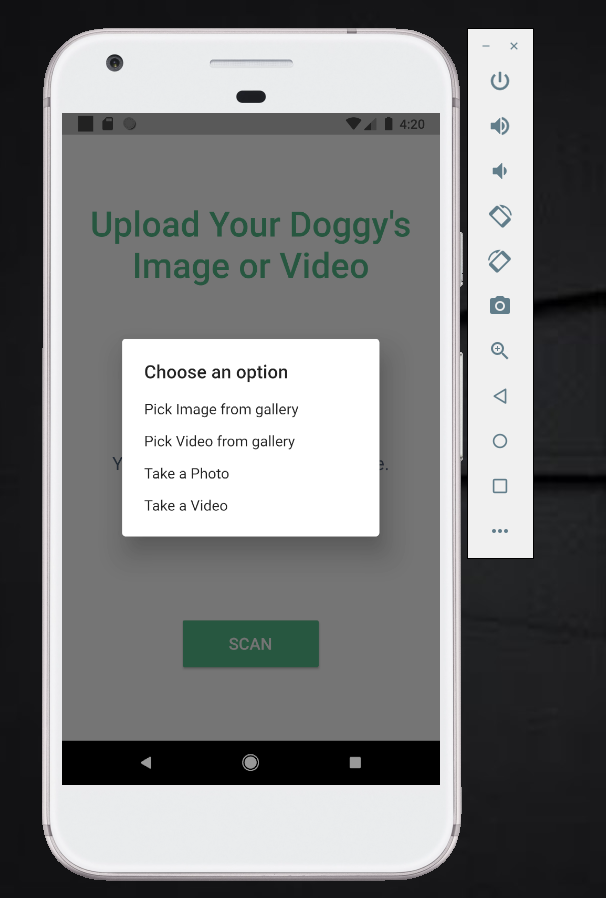 4:20
Upload Your Doggy's
Image or Video
Choose an option
Pick Image from gallery
Pick Video from gallery
Take a Photo
Take a Video
SCAN